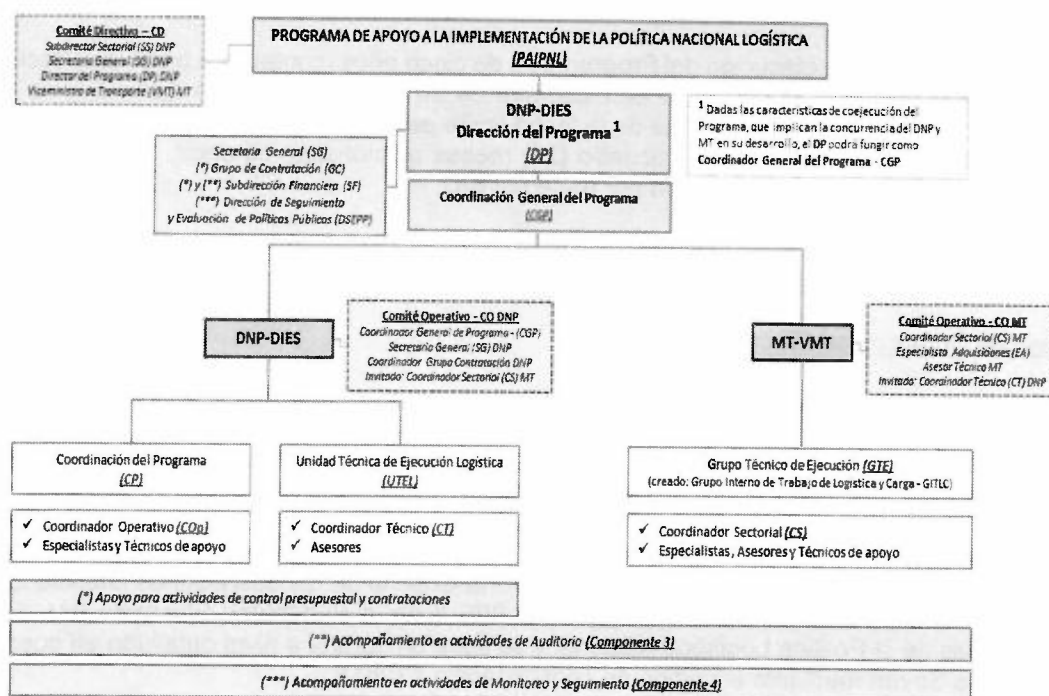 Comité Directivo – CD
Subdirector Sectorial (SS) DNP
Secretaria General (SG) DNP
Director del Programa (DP) DNP
Viceministro de Transporte (VMT) MT
PROGRAMA DE APOYO A LA IMPLEMENTACIÓN DE LA POLÍTICA NACIONAL LOGÍSTICA
(PAIPNL)
DNP-DIES
Dirección del Programa¹
(DP)
¹ Dadas las características de coejecución del
Programa, que implican la concurrencia del DNP y
MT en su desarrollo, el DP podrá fungir como
Coordinador General del Programa - CGP
Secretaria General (SG)
(*) Grupo de Contratación (GC)
(*) y (**) Subdirección Financiera (SF)
(***) Dirección de Seguimiento
y Evaluación de Políticas Públicas (DSEPP)
Coordinación General del Programa
(CGP)
DNP-DIES
Comité Operativo - CO DNP
Coordinador General de Programa - (CGP)
Secretaria General (SG) DNP
Coordinador Grupo Contratación DNP
Invitado: Coordinador Sectorial (CS) MT
MT-VMT
Comité Operativo - CO MT
Coordinador Sectorial (CS) MT
Especialista Adquisiciones (EA)
Asesor Técnico MT
Invitado: Coordinador Técnico (CT) DNP
Coordinación del Programa
(CP)
Unidad Técnica de Ejecución Logística
(UTEL)
Grupo Técnico de Ejecución (GTE)
(creado: Grupo Interno de Trabajo de Logística y Carga - GITLC)
✓ Coordinador Operativo (COp)
✓ Especialistas y Técnicos de apoyo
✓ Coordinador Técnico (CT)
✓ Asesores
✓ Coordinador Sectorial (CS)
✓ Especialistas, Asesores y Técnicos de apoyo
(*) Apoyo para actividades de control presupuestal y contrataciones
(**) Acompañamiento en actividades de Auditoria (Componente 3)
(***) Acompañamiento en actividades de Monitoreo y Seguimiento (Componente 4)